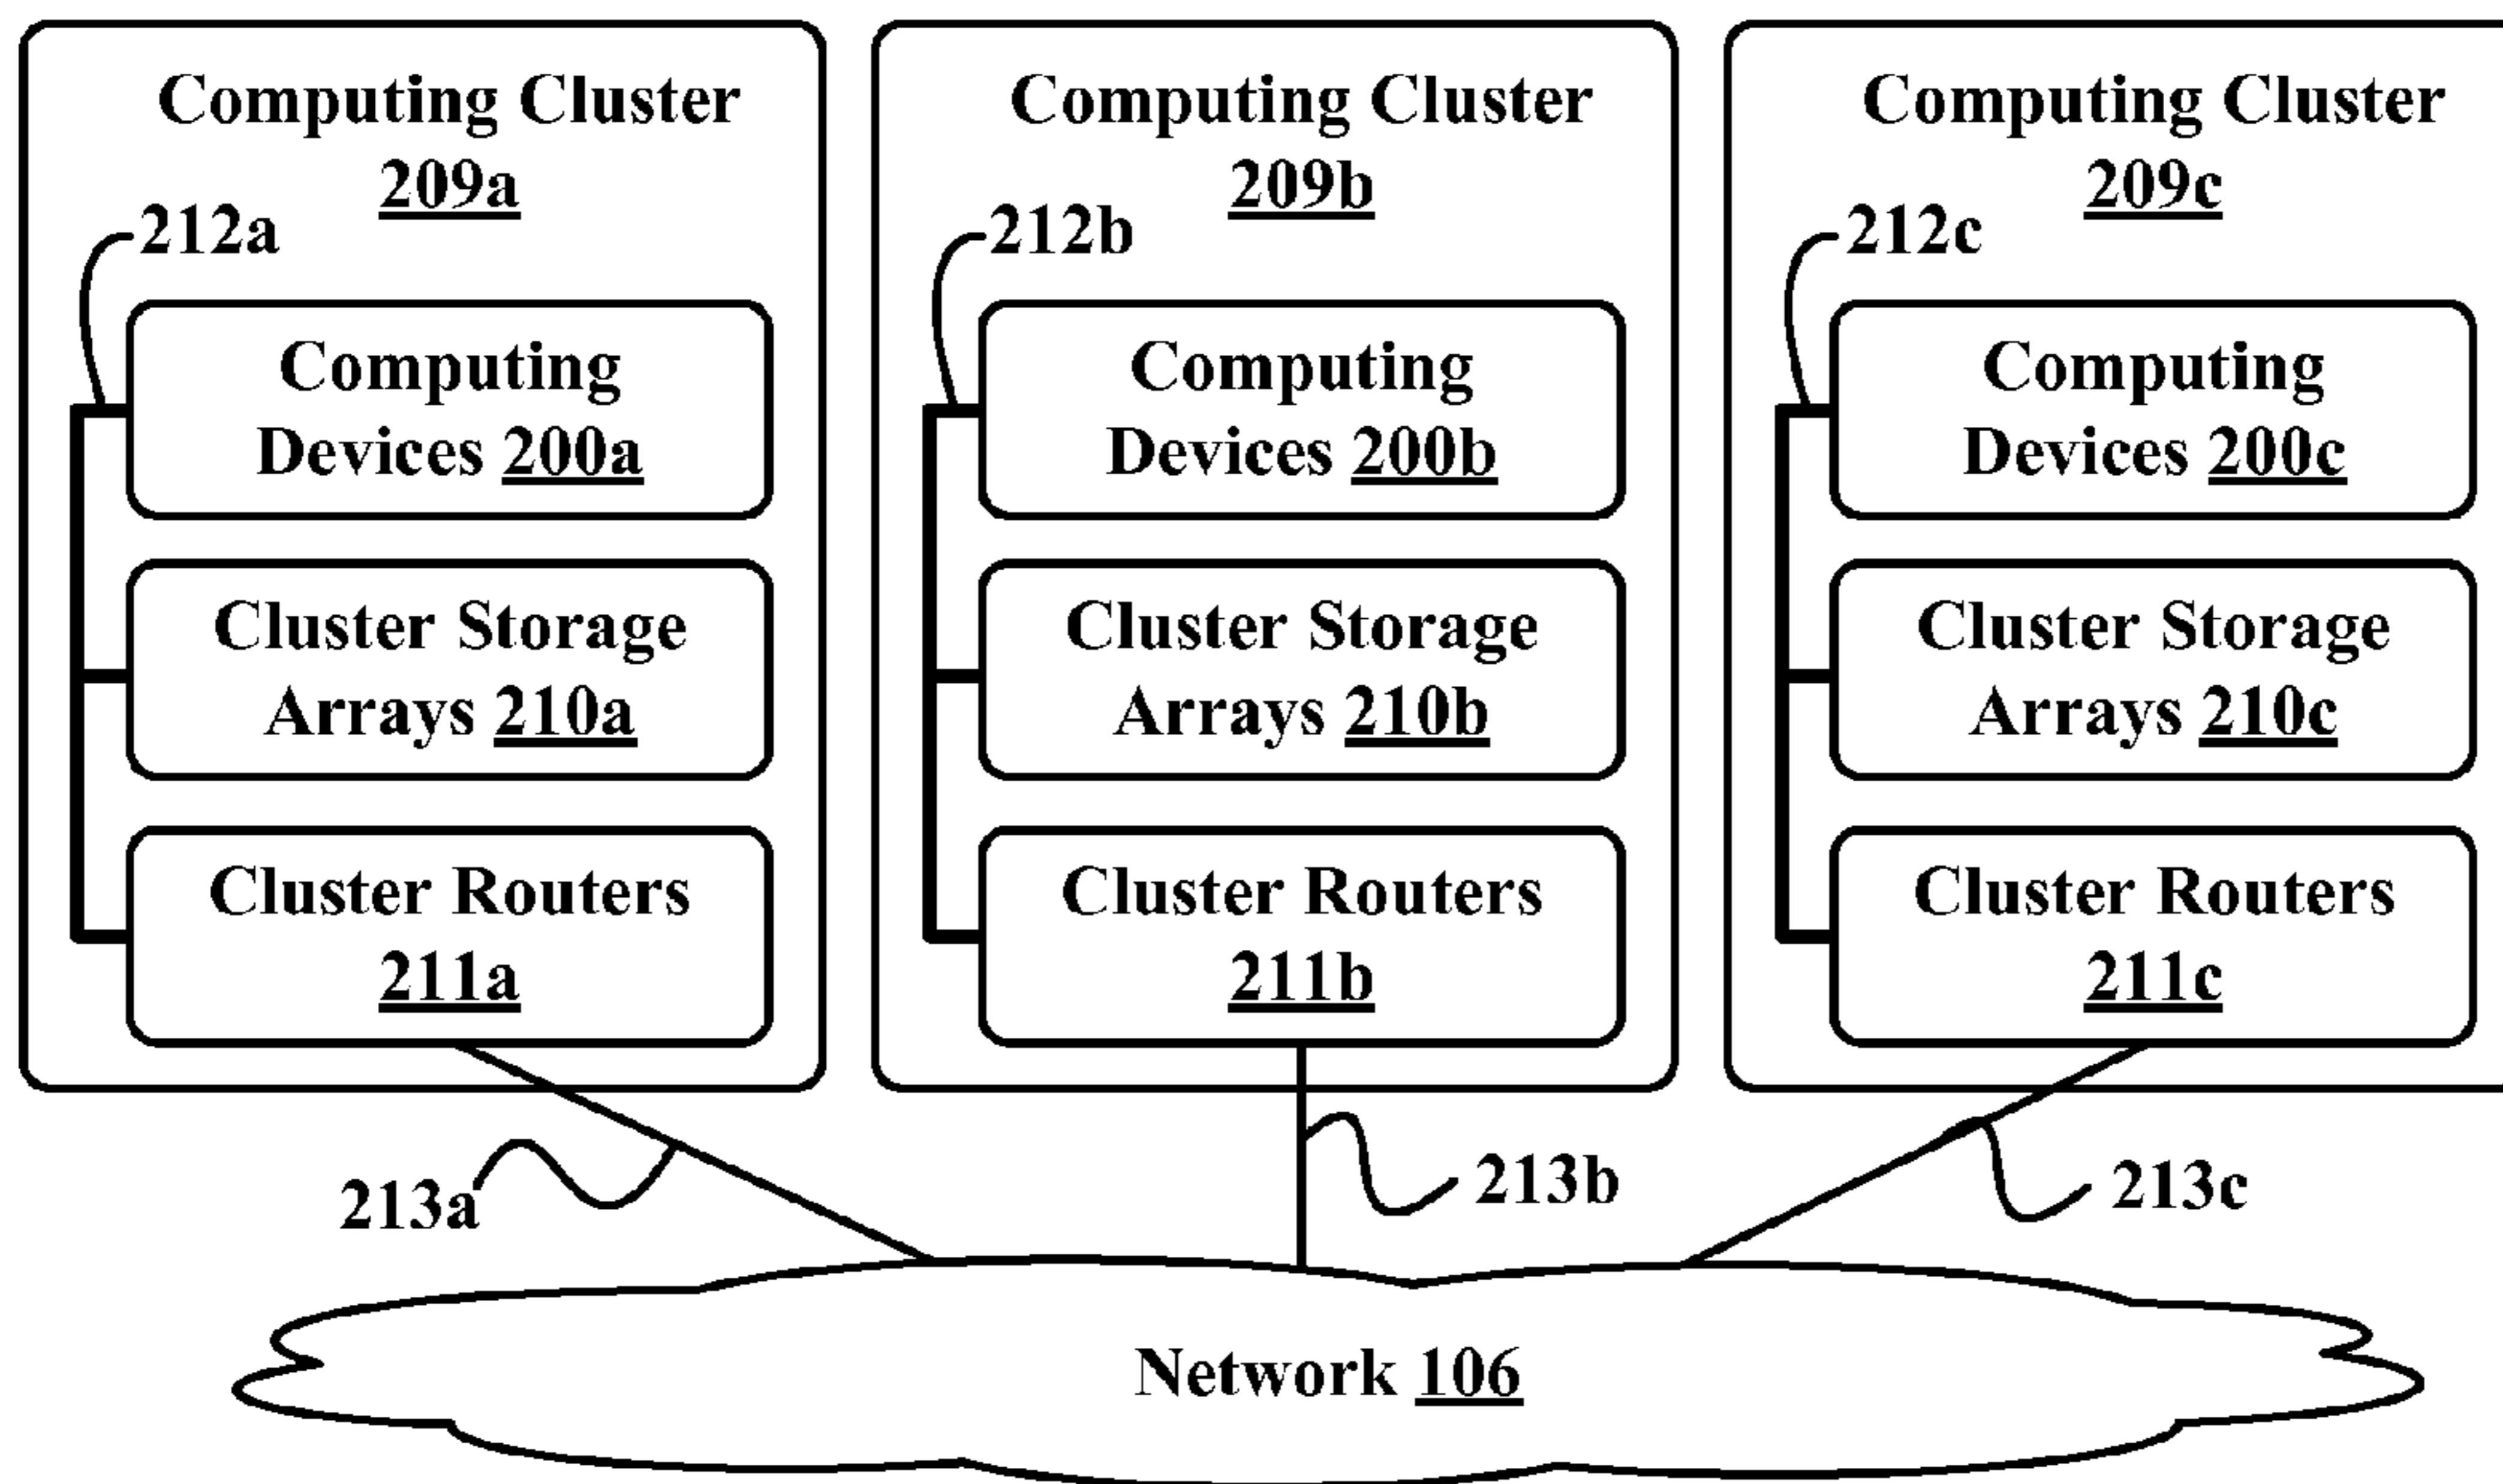 Computing Cluster
209a
212a
Computing
Devices 200a
Cluster Storage
Arrays 210a
Cluster Routers
211a
Computing Cluster
209b
212b
Computing
Devices 200b
Cluster Storage
Arrays 210b
Cluster Routers
211b
Computing Cluster
209c
212c
Computing
Devices 200c
Cluster Storage
Arrays 210c
Cluster Routers
211c
213a
213b
213c
Network 106